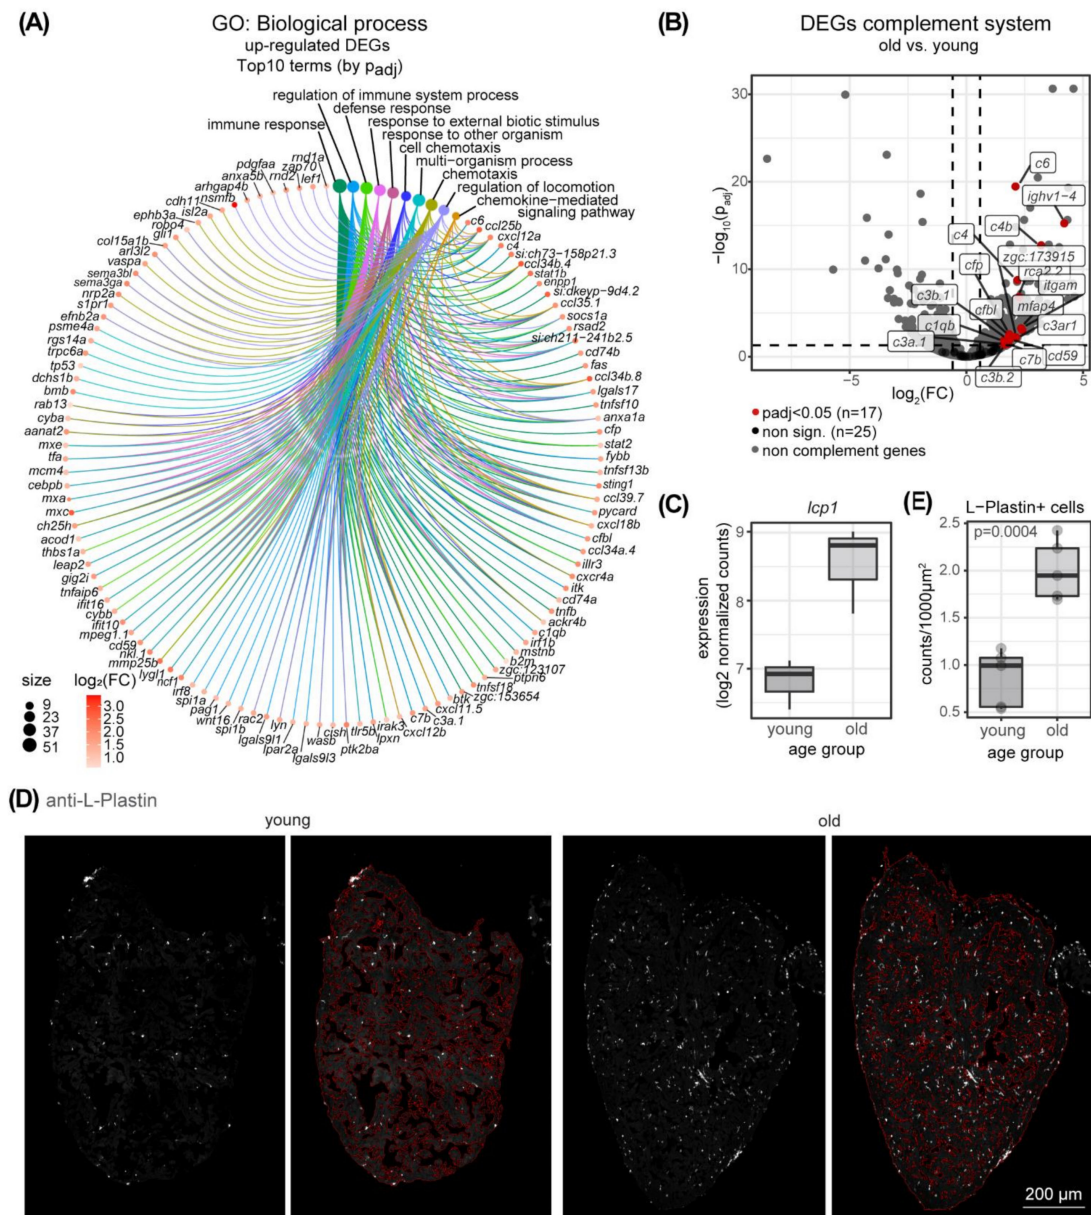 (A)
GO: Biological process
up-regulated DEGs
Top10 terms (by padj)
regulation of immune system process
defense response
immune response
response to external biotic stimulus
response to other organism
cell chemotaxis
multi−organism process
chemotaxis
regulation of locomotion
chemokine−mediated
signaling pathway
c6
ccl25b
cxcl12a
c4
si:ch73−158p21.3
ccl34b.4
stat1b
enpp1
si:dkeyp−9d4.2
ccl35.1
socs1a
rsad2
si:ch211−241b2.5
cd74b
fas
ccl34b.8
lgals17
tnfsf10
anxa1a
cfp
stat2
fybb
tnfsf13b
sting1
ccl39.7
pycard
cxcl18b
cfbl
ccl34a.4
illr3
cxcr4a
itk
cd74a
tnfb
ackr4b
c1qb
irf1b
mstnb
b2m
zgc:123107
ptpn6
tnfsf18
zgc:153654
btk
cxcl11.5
c3a.1
c7b
cxcl12b
lpxn
irak3
ptk2ba
tlr5b
cish
wasb
lgals9l3
lpar2a
lyn
lgals9l1
rac2
spi1b
wnt16
pag1
spi1a
irf8
ncf1
lygl1
mmp25b
nkl.1
cd59
mpeg1.1
ifit10
cybb
ifit16
tnfaip6
gig2i
leap2
thbs1a
acod1
ch25h
mxc
mxa
cebpb
mcm4
tfa
mxe
aanat2
cyba
rab13
bmb
dchs1b
tp53
trpc6a
rgs14a
psme4a
efnb2a
s1pr1
nrp2a
sema3ga
sema3bl
vaspa
arl3l2
col15a1b
gli1
robo4
ephb3a
isl2a
cdh11
nsmfb
arhgap4b
anxa5b
pdgfaa
rnd2
zap70
lef1
rnd1a
size
9
23
37
51
log2(FC)
3.0
2.5
2.0
1.5
1.0
(B)
DEGs complement system
old vs. young
−log10(padj)
30
20
10
0
c6
ighv1−4
c4b
c4
zgc:173915
cfp
rca2.2
itgam
c3b.1
cfbl
mfap4
c1qb
c3ar1
c3a.1
c7b
cd59
c3b.2
−5
0
5
log2(FC)
padj<0.05 (n=17)
non sign. (n=25)
non complement genes
(C)
lcp1
expression
(log2 normalized counts)
9
8
7
young
old
age group
(E)
L−Plastin+ cells
p=0.0004
counts/1000µm²
2.5
2.0
1.5
1.0
0.5
young
old
age group
(D) anti-L-Plastin
young
old
200 µm